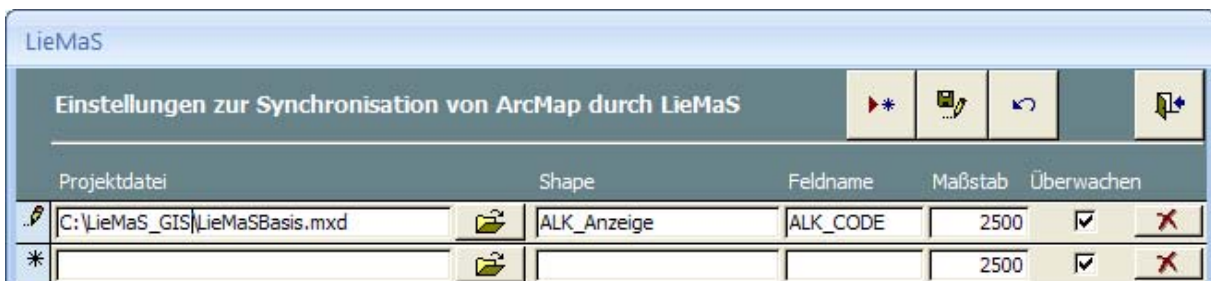 LieMaS
Einstellungen zur Synchronisation von ArcMap durch LieMaS
Projektdatei Shape Feldname Maßstab Überwachen
C:\LieMaS_GIS\LieMaSBasis.mxd ALK_Anzeige ALK_CODE 2500
2500